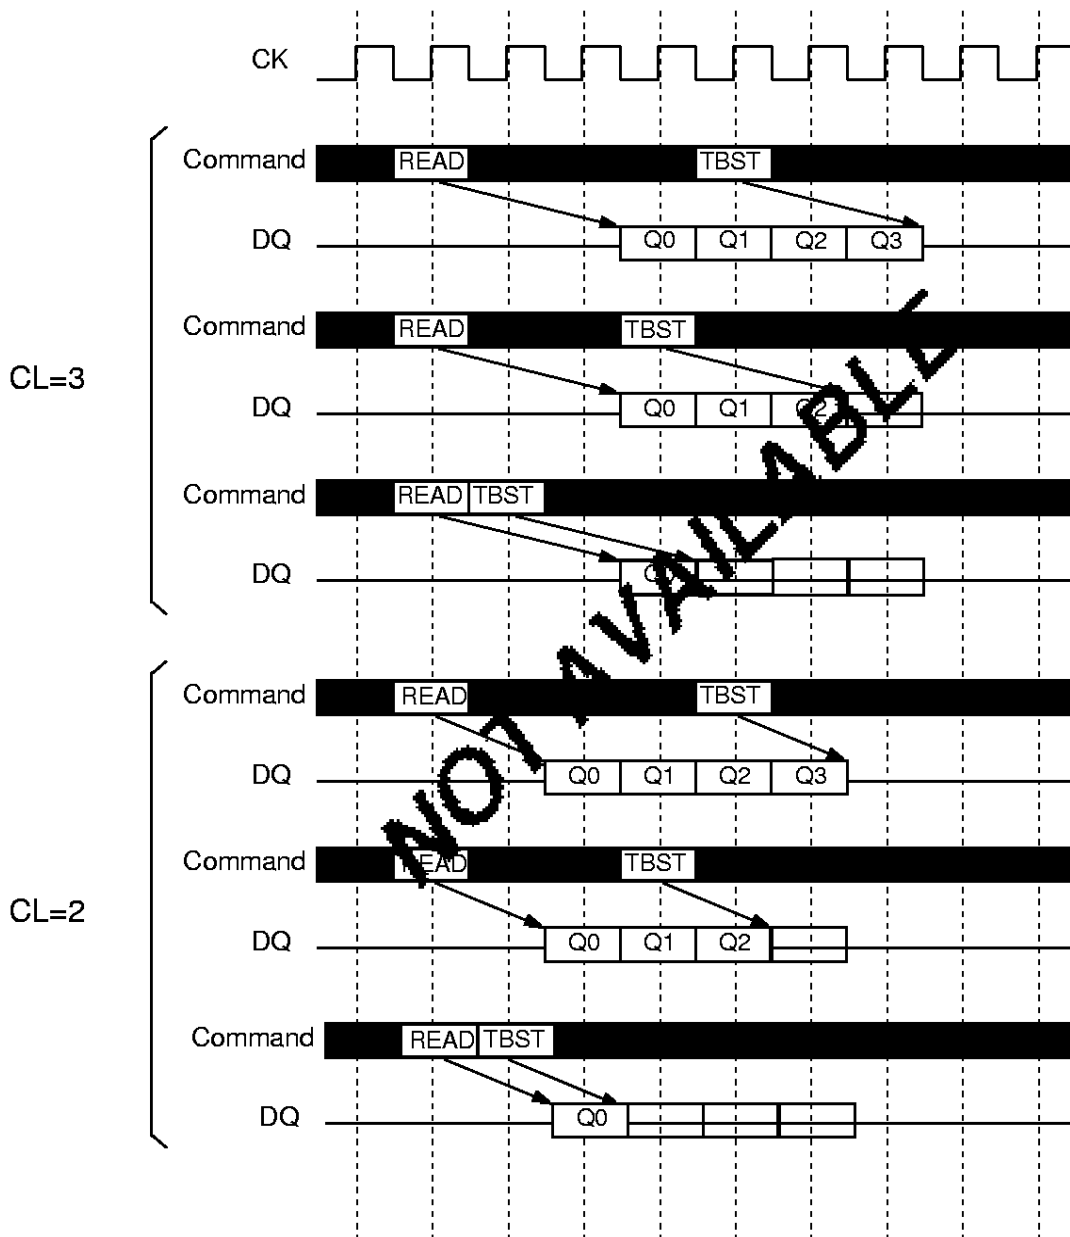 CK
Command READ TBST
DQ Q0 Q1 Q2 Q3
Command READ TBST
CL=3
DQ Q0 Q1 Q2
Command READ TBST
DQ
NOT AVAILABLE
Command READ TBST
DQ Q0 Q1 Q2 Q3
Command READ TBST
CL=2
DQ Q0 Q1 Q2
Command READ TBST
DQ Q0